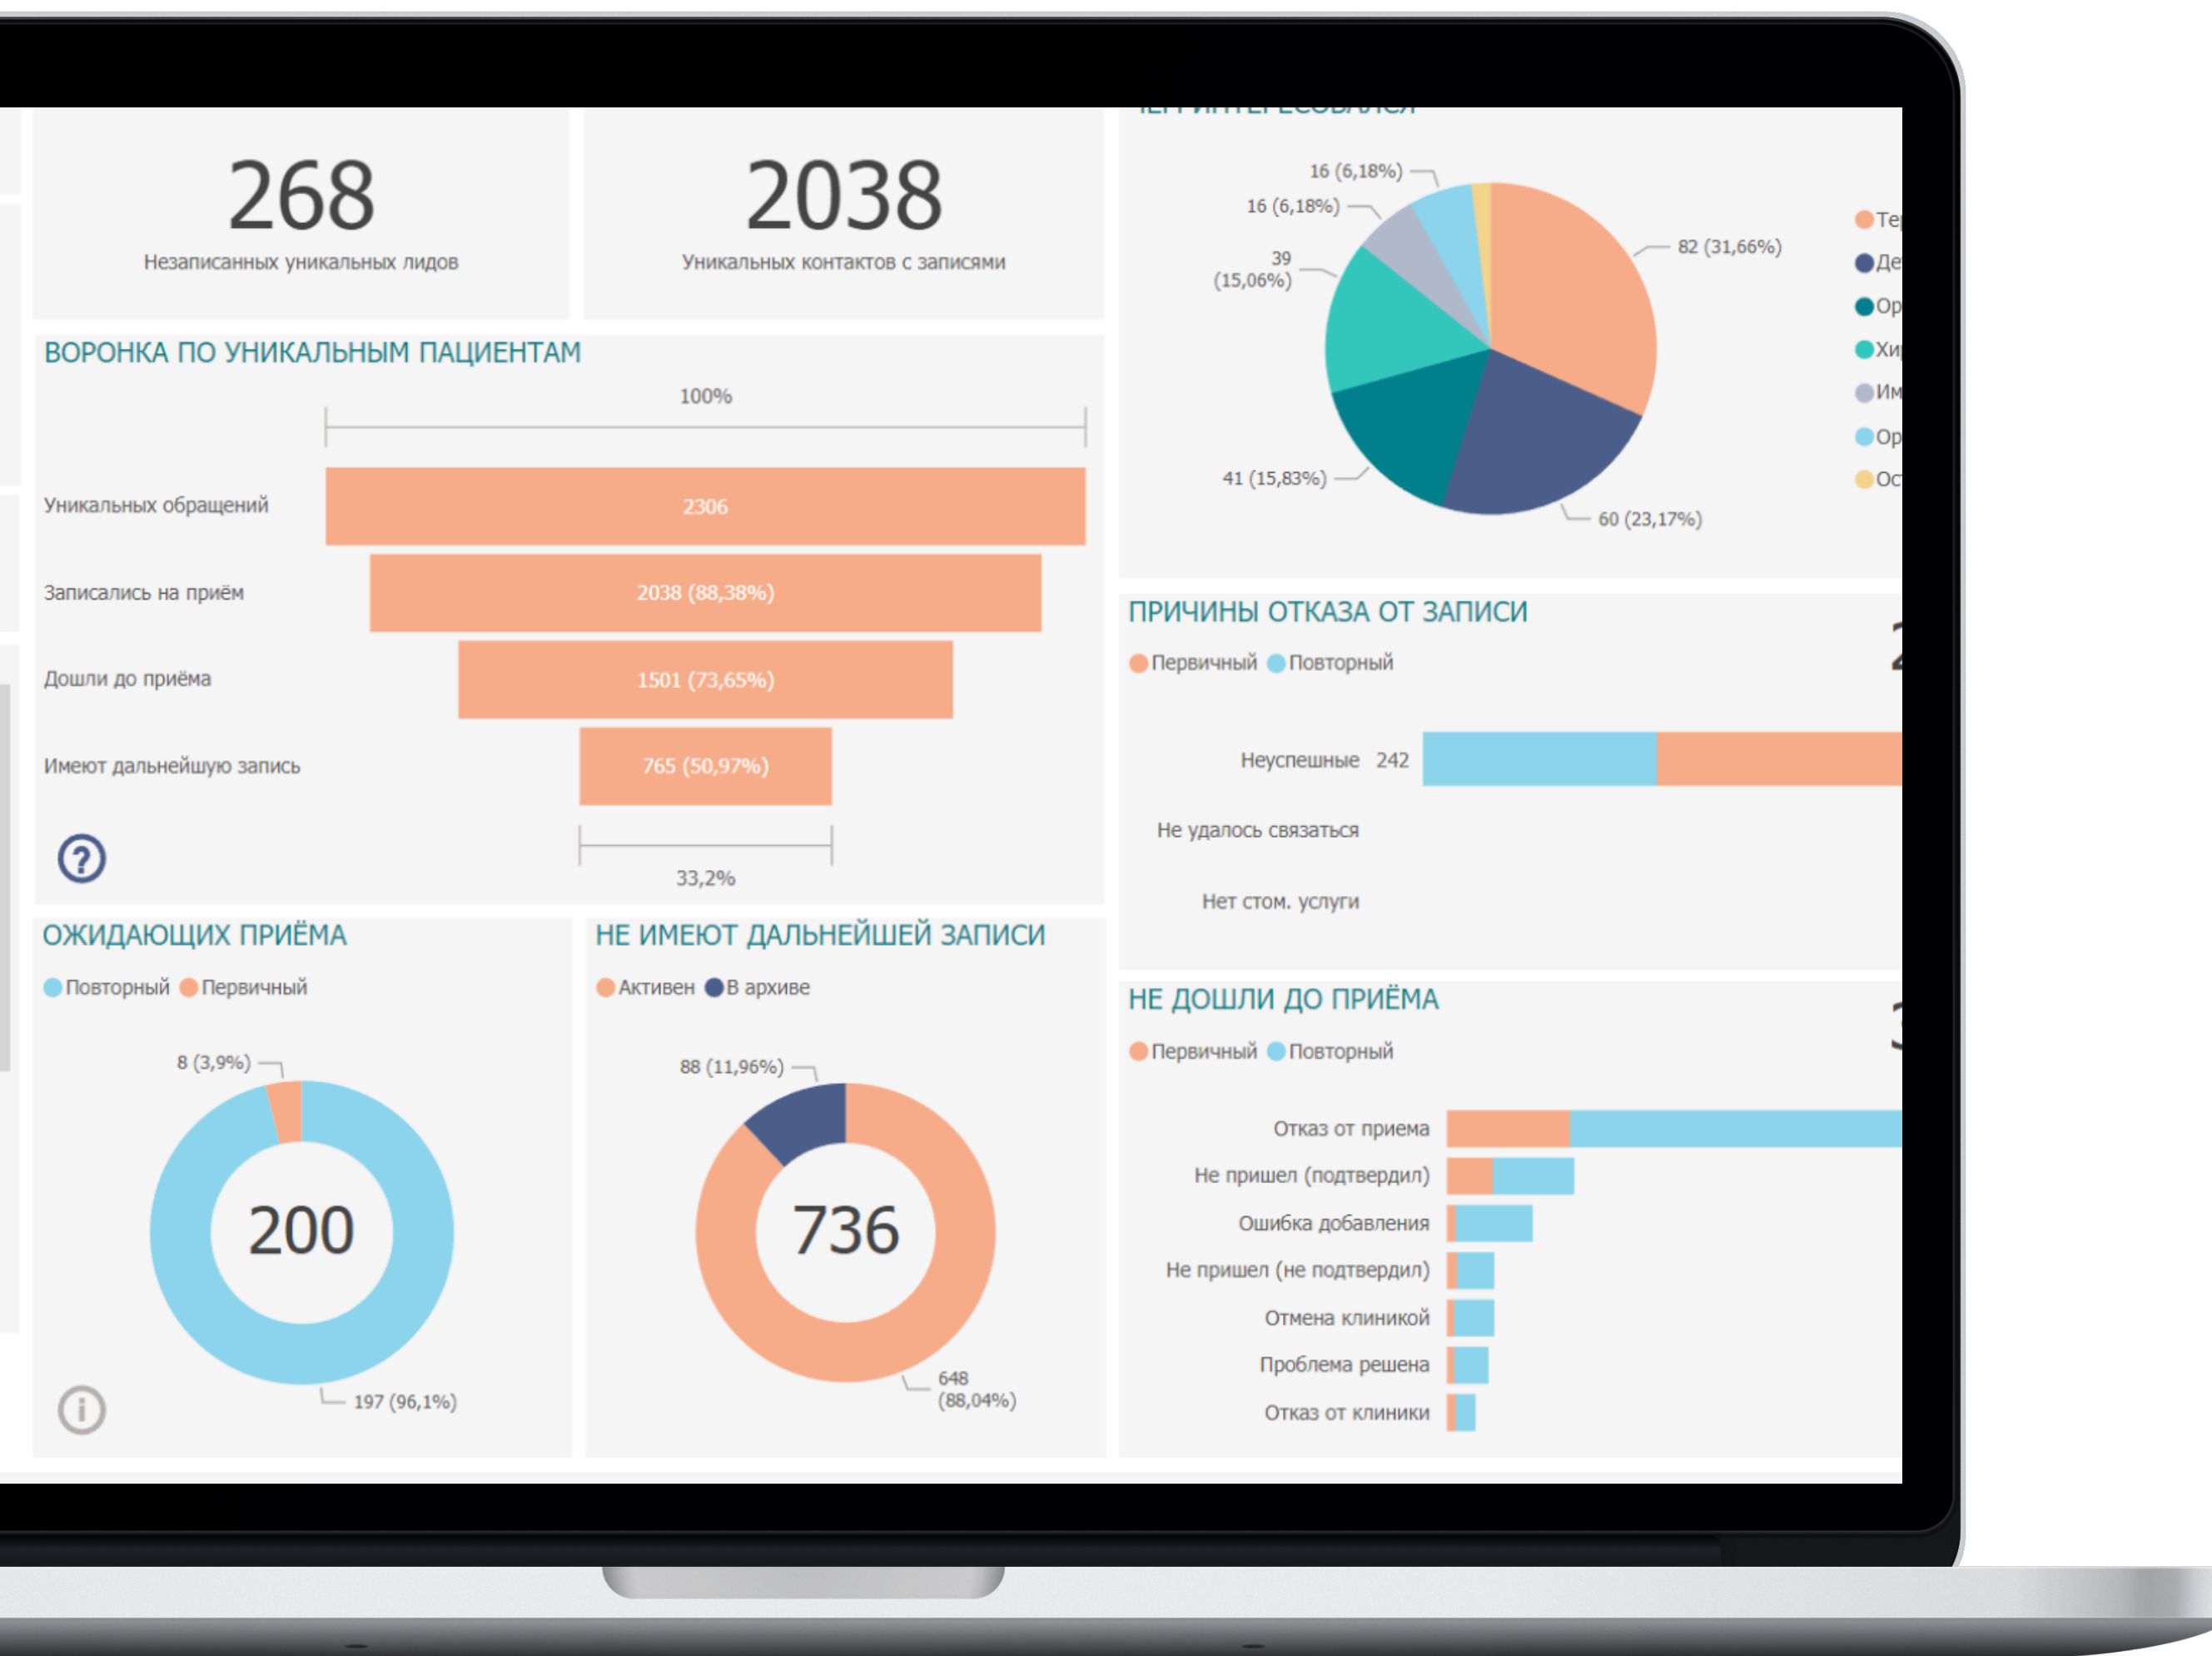 268
Незаписанных уникальных лидов
2038
Уникальных контактов с записями
ВОРОНКА ПО УНИКАЛЬНЫМ ПАЦИЕНТАМ
100%
Уникальных обращений
2306
Записались на приём
2038 (88,38%)
Дошли до приёма
1501 (73,65%)
Имеют дальнейшую запись
765 (50,97%)
33,2%
?
ОЖИДАЮЩИХ ПРИЁМА
Повторный Первичный
8 (3,9%)
200
197 (96,1%)
i
НЕ ИМЕЮТ ДАЛЬНЕЙШЕЙ ЗАПИСИ
Активен В архиве
88 (11,96%)
736
648
(88,04%)
16 (6,18%)
16 (6,18%)
39
(15,06%)
41 (15,83%)
60 (23,17%)
82 (31,66%)
ПРИЧИНЫ ОТКАЗА ОТ ЗАПИСИ
Первичный Повторный
Неуспешные 242
Не удалось связаться
Нет стом. услуги
НЕ ДОШЛИ ДО ПРИЁМА
Первичный Повторный
Отказ от приема
Не пришел (подтвердил)
Ошибка добавления
Не пришел (не подтвердил)
Отмена клиникой
Проблема решена
Отказ от клиники